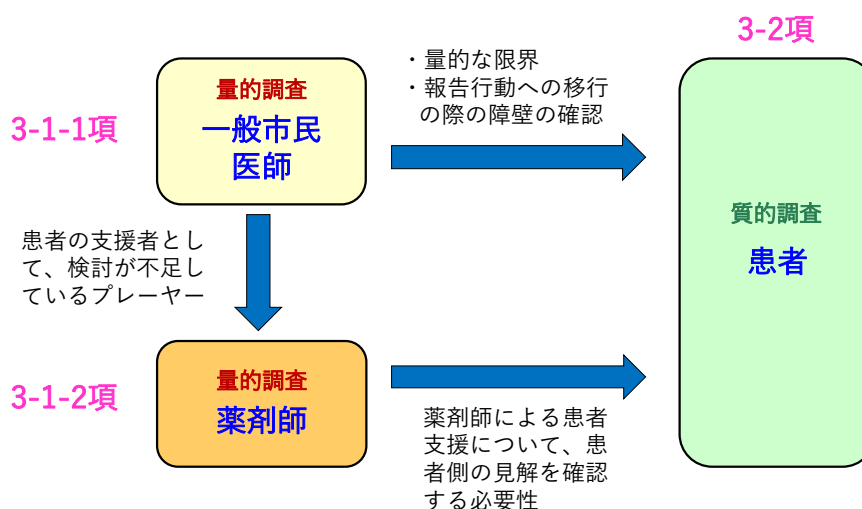 3-2項
・量的な限界
・報告行動への移行
の際の障壁の確認
3-1-1項
量的調査
一般市民
医師
患者の支援者とし
て、検討が不足し
ているプレーヤー
質的調査
患者
3-1-2項
量的調査
薬剤師
薬剤師による患者
支援について、患
者側の見解を確認
する必要性